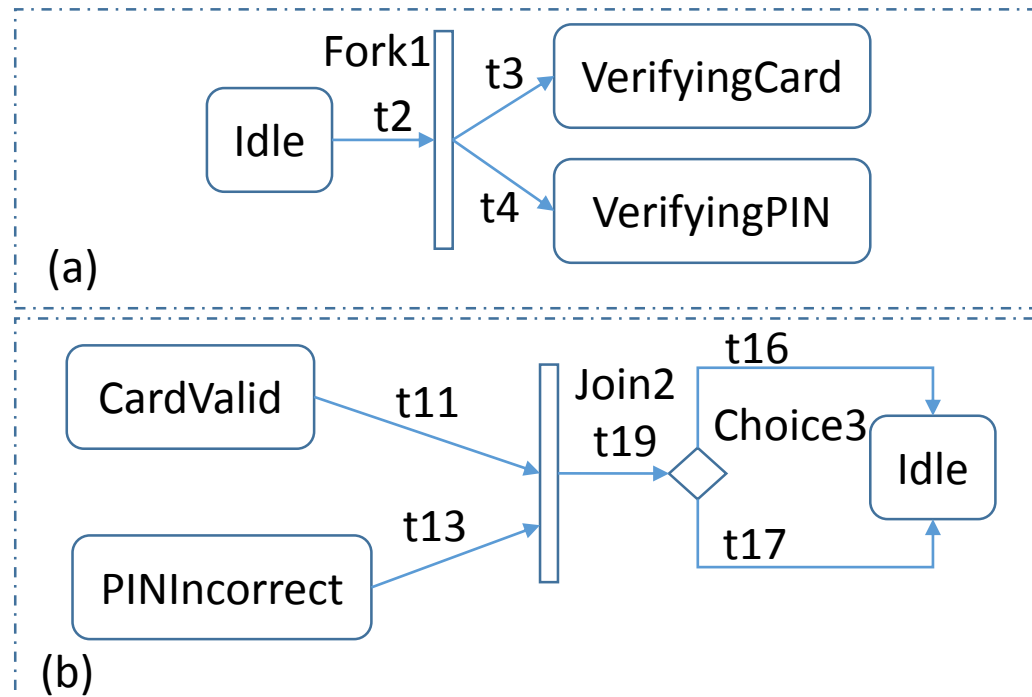 Fork1
t3
VerifyingCard
Idle
t2
t4
VerifyingPIN
(a)
t16
CardValid
t11
Join2
Choice3
t19
Idle
t13
t17
PINIncorrect
(b)